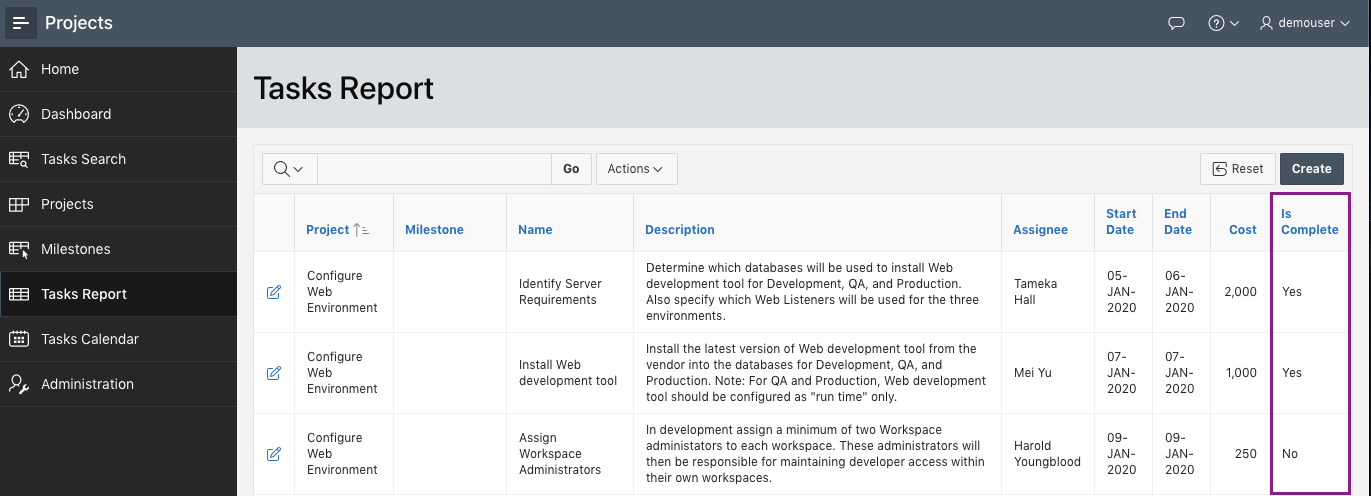 Projects
demouser
Home
Dashboard
Tasks Search
Projects
Milestones
Tasks Report
Tasks Calendar
Administration
Tasks Report
Go
Actions
Reset
Create
Project
Milestone
Name
Description
Assignee
Start
Date
End
Date
Cost
Is
Complete
Configure
Web
Environment
Identify Server
Requirements
Determine which databases will be used to install Web
development tool for Development, QA, and Production.
Also specify which Web Listeners will be used for the three
environments.
Tameka
Hall
05-
JAN-
2020
06-
JAN-
2020
2,000
Yes
Configure
Web
Environment
Install Web
development tool
Install the latest version of Web development tool from the
vendor into the databases for Development, QA, and
Production. Note: For QA and Production, Web development
tool should be configured as "run time" only.
Mei Yu
07-
JAN-
2020
07-
JAN-
2020
1,000
Yes
Configure
Web
Environment
Assign
Workspace
Administrators
In development assign a minimum of two Workspace
administators to each workspace. These administrators will
then be responsible for maintaining developer access within
their own workspaces.
Harold
Youngblood
09-
JAN-
2020
09-
JAN-
2020
250
No